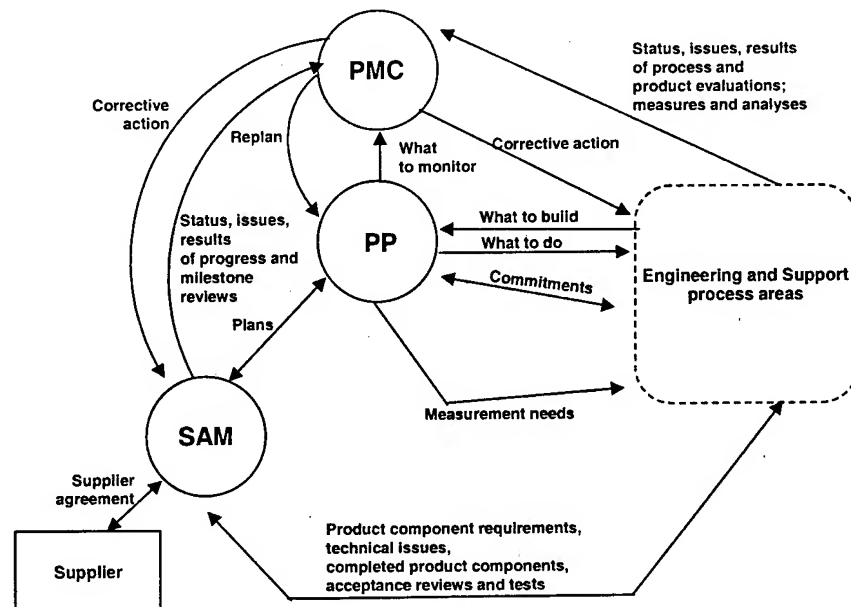 PMC
Status, issues, results
of process and
product evaluations;
measures and analyses
Corrective
action
Replan
What
to monitor
Corrective action
Status, issues,
results
of progress and
milestone
reviews
PP
What to build
What to do
Commitments
Engineering and Support
process areas
Plans
Measurement needs
SAM
Supplier
agreement
Supplier
Product component requirements,
technical issues,
completed product components,
acceptance reviews and tests